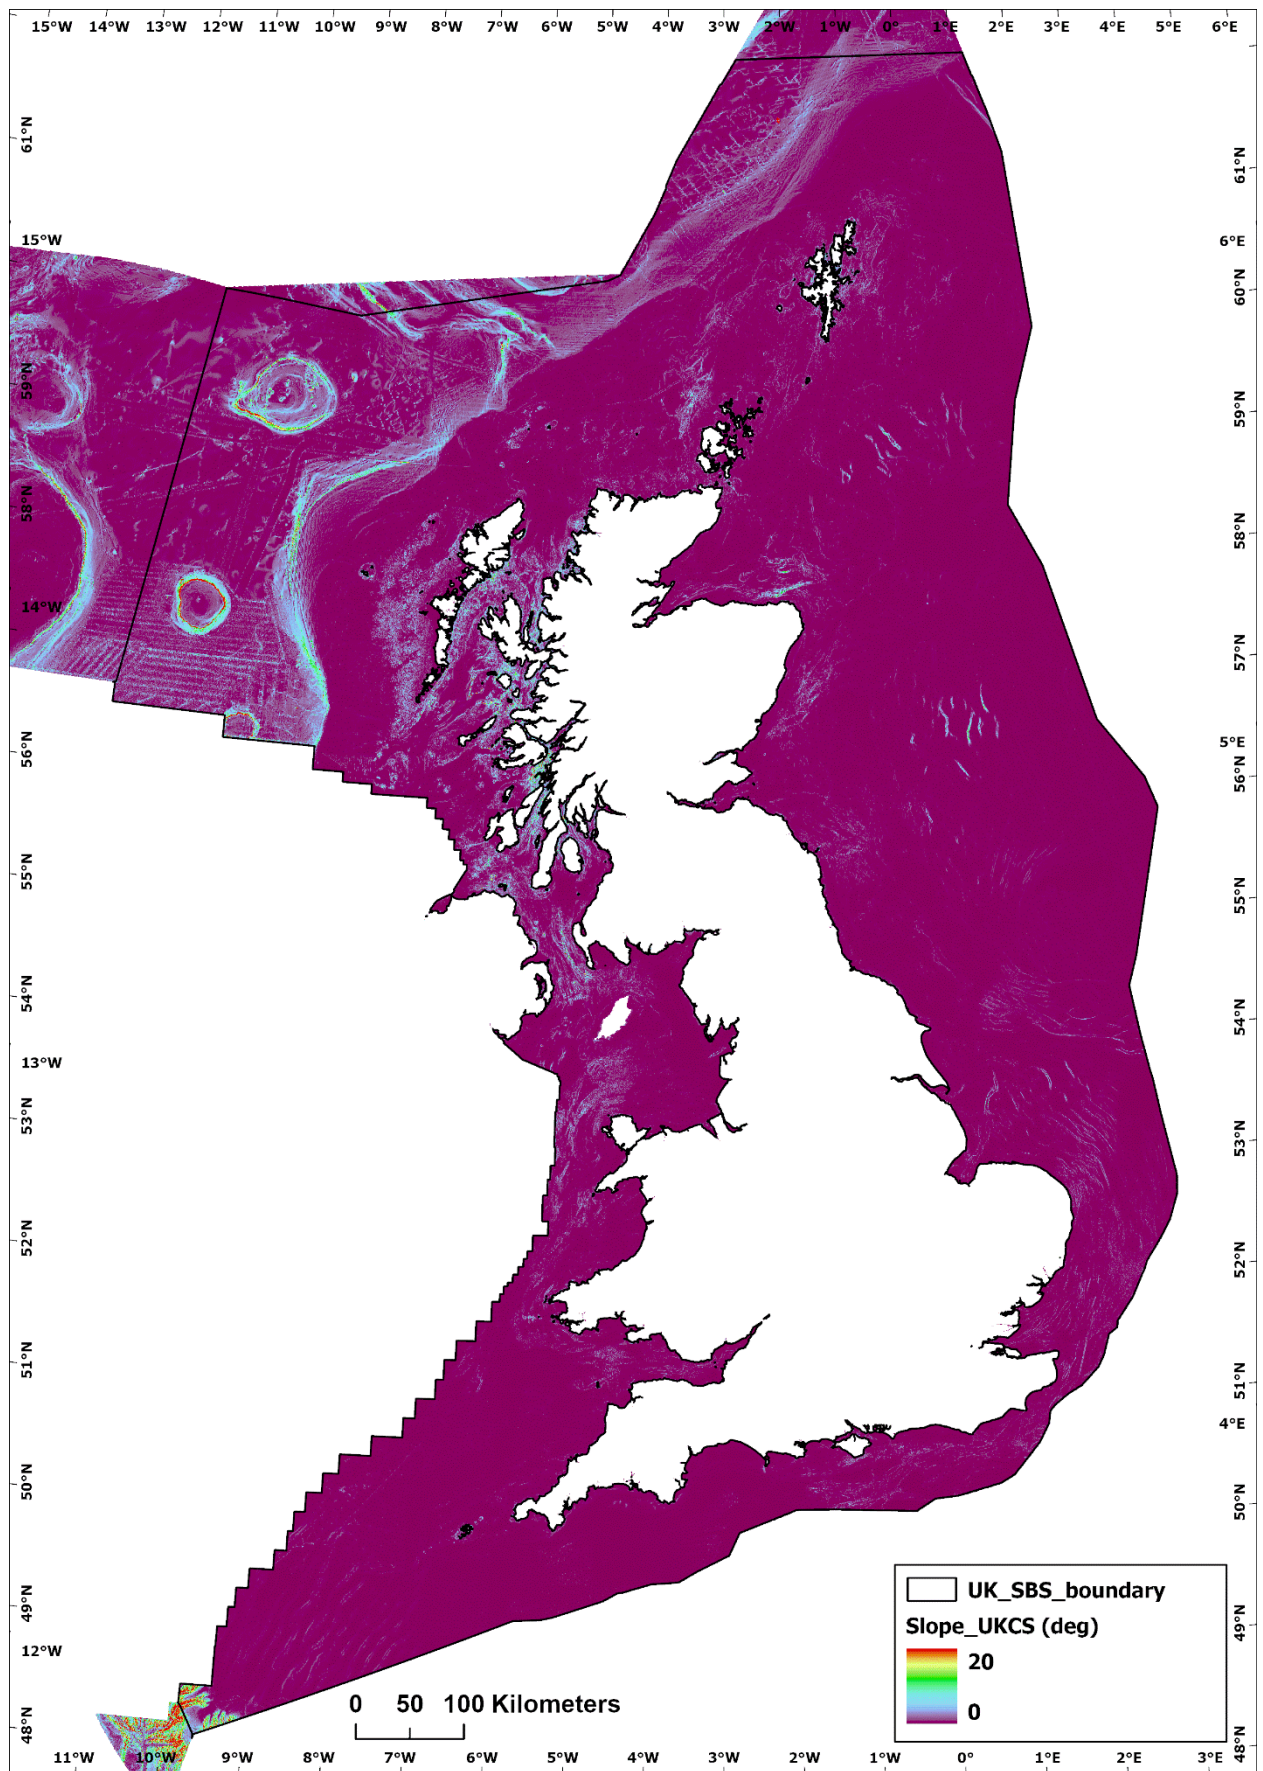 15°W 14°W 13°W 12°W 11°W 10°W 9°W 8°W 7°W 6°W 5°W 4°W 3°W 2°W 1°W 0° 1°E 2°E 6°E
61°N
61°N
15°W
6°E
60°N
59°N
59°N
58°N
58°N
14°W
57°N
56°N
5°E
56°N
55°N
55°N
54°N
54°N
13°W
53°N
53°N
52°N
52°N
51°N
51°N
4°E
50°N
50°N
49°N
49°N
12°W
48°N
48°N
UK_SBS_boundary
Slope_UKCS (deg)
20
0
0 50 100 Kilometers
11°W 10°W 9°W 8°W 7°W 6°W 5°W 4°W 3°W 2°W 1°W 0° 1°E 2°E 3°E